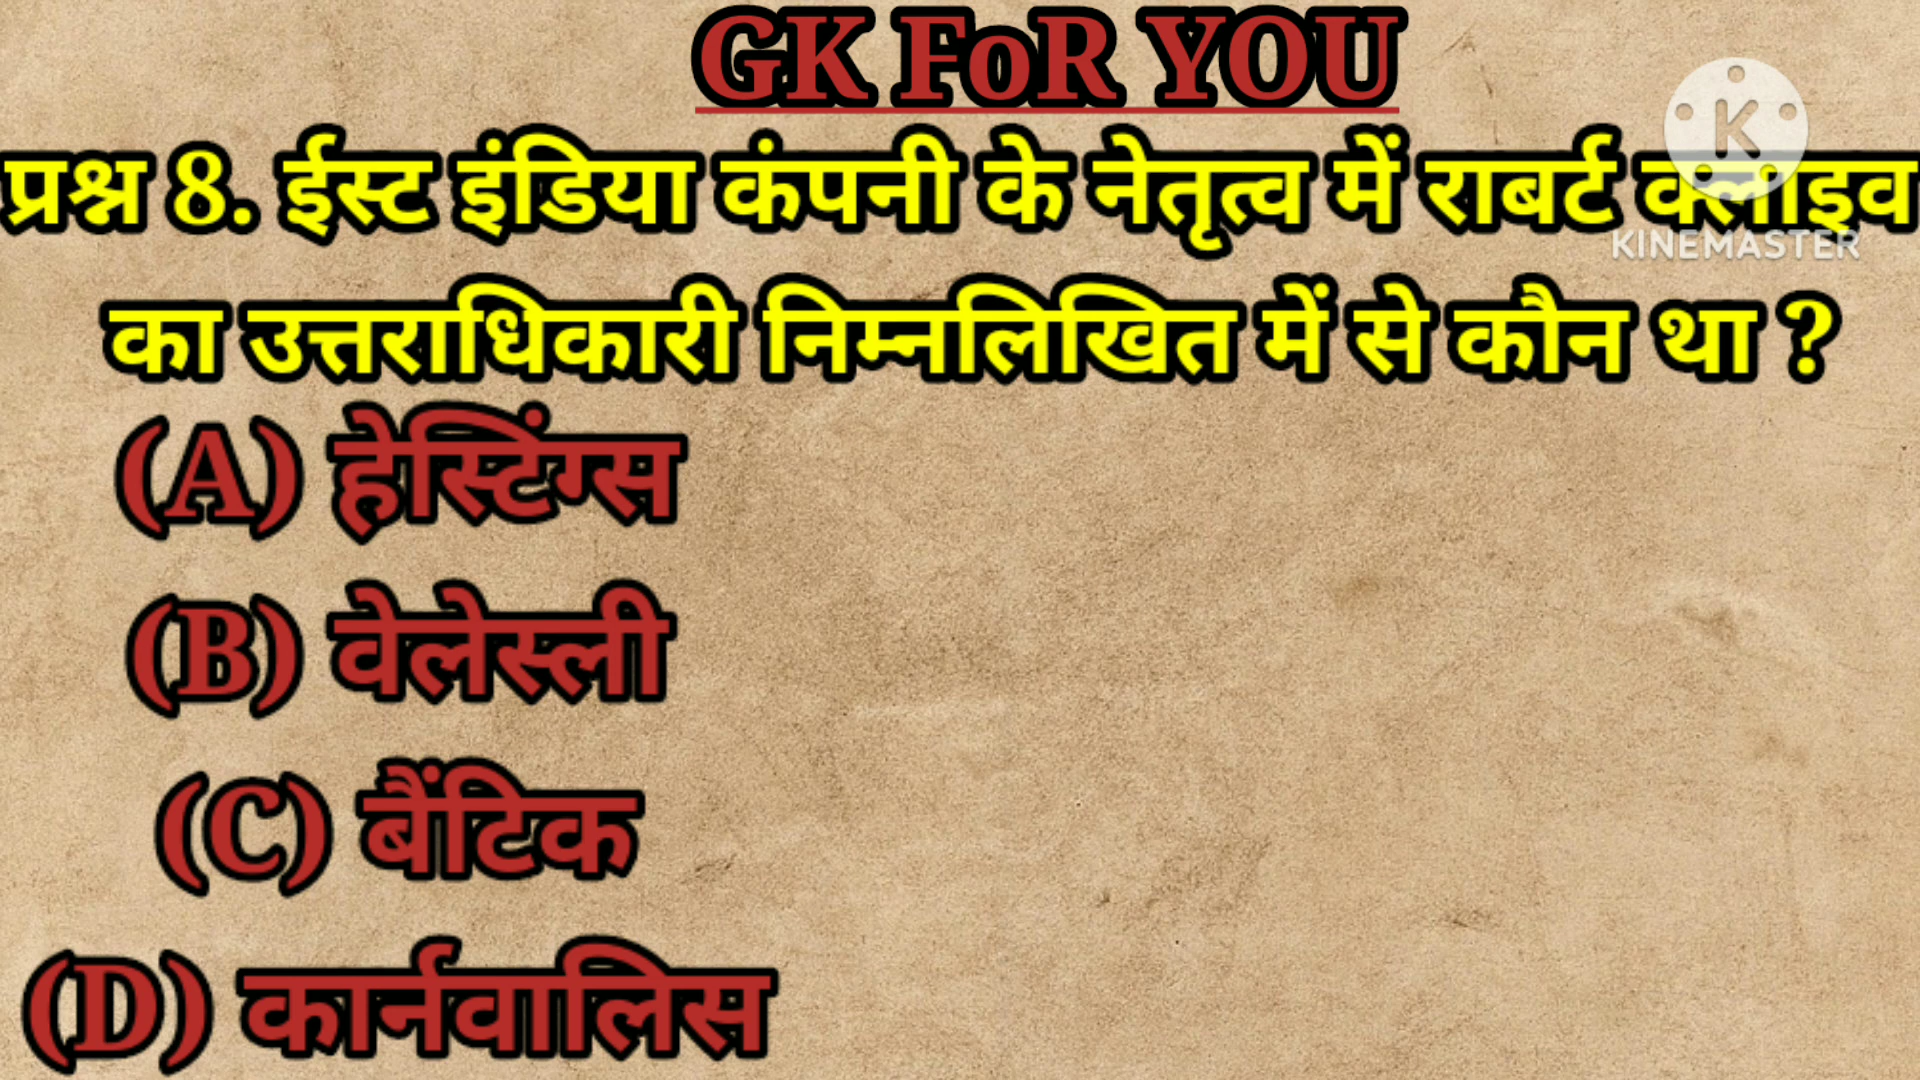 GK FoR YOU
प्रश्न 8. ईस्ट इंडिया कंपनी के नेतृत्व में राबर्ट क्लाइव
KINEMASTER
का उत्तराधिकारी निम्नलिखित में से कौन था ?
(A) हेस्टिंग्स
(B) वेलेस्ली
(C) बैंटिक
(D) कार्नवालिस